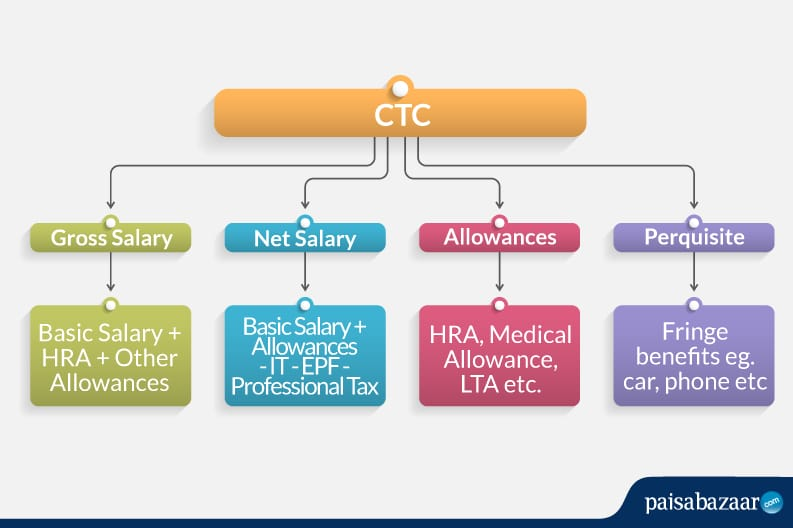 CTC
Gross Salary
Net Salary
Allowances
Perquisite
Basic Salary +
HRA + Other
Allowances
Basic Salary +
Allowances
- IT - EPF -
Professional Tax
HRA, Medical
Allowance,
LTA etc.
Fringe
benefits eg.
car, phone etc
paisabazaar.com